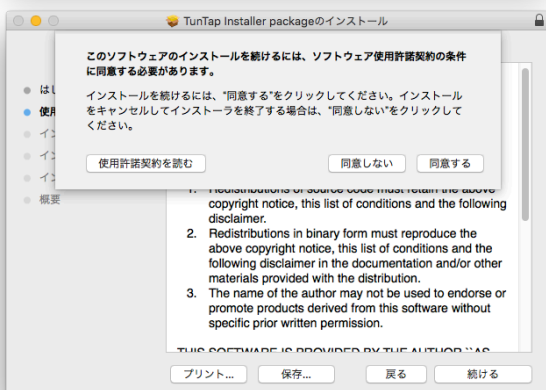 TunTap Installer packageのインストール
このソフトウェアのインストールを続けるには、ソフトウェア使用許諾契約の条件
に同意する必要があります。
インストールを続けるには、"同意する"をクリックしてください。インストール
をキャンセルしてインストーラを終了する場合は、"同意しない"をクリックして
ください。
使用許諾契約を読む
同意しない
同意する
は
使用
イン
イン
イン
概要
1. Redistributions of source code must retain the above
copyright notice, this list of conditions and the following
disclaimer.
2. Redistributions in binary form must reproduce the
above copyright notice, this list of conditions and the
following disclaimer in the documentation and/or other
materials provided with the distribution.
3. The name of the author may not be used to endorse or
promote products derived from this software without
specific prior written permission.
THIS SOFTWARE IS PROVIDED BY THE AUTHOR ``AS
プリント...
保存...
戻る
続ける